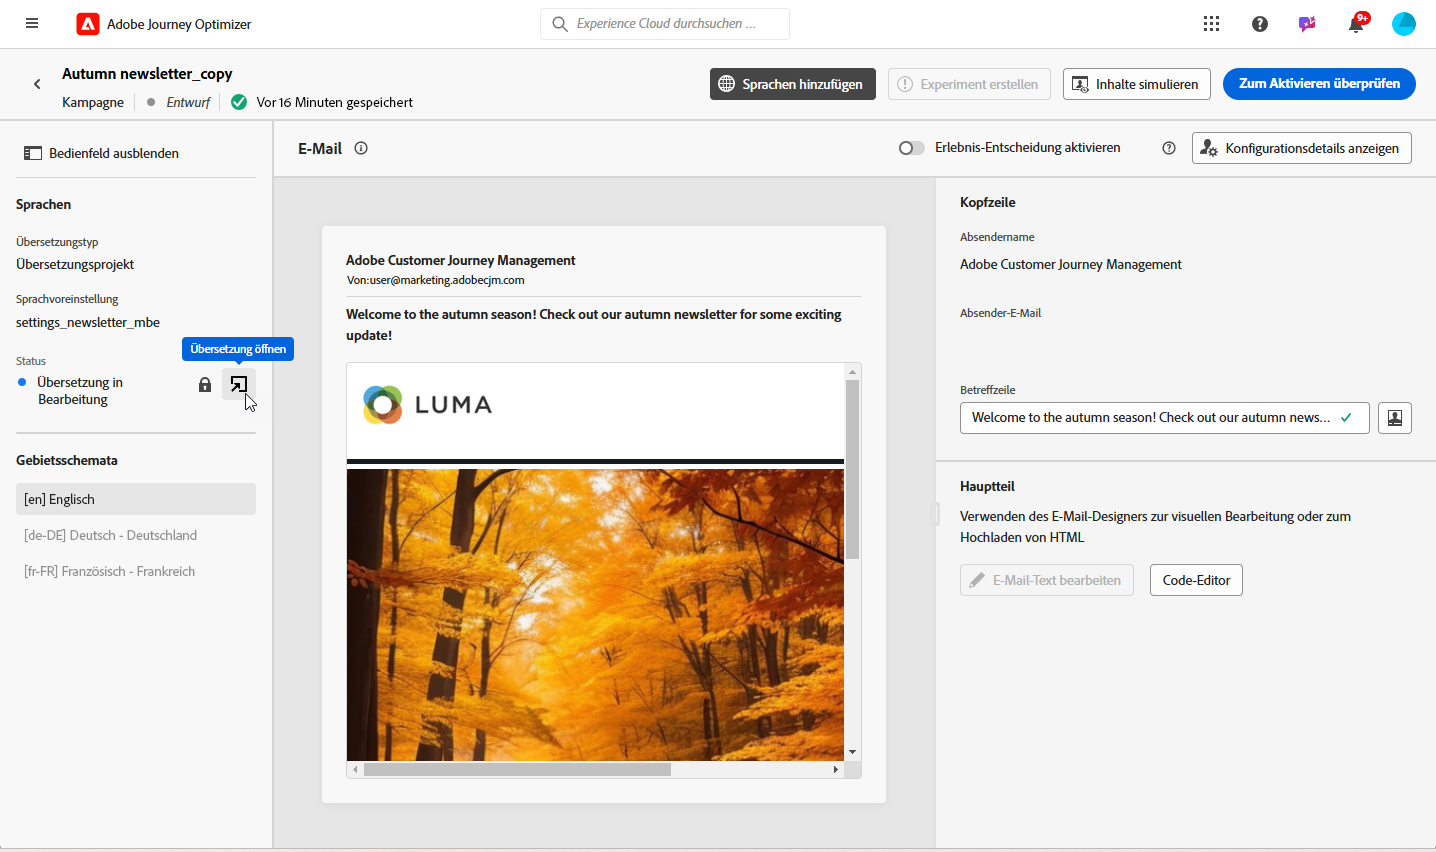 Adobe Journey Optimizer
Experience Cloud durchsuchen ...
9+
Autumn newsletter_copy
Kampagne
Entwurf
Vor 16 Minuten gespeichert
Sprachen hinzufügen
Experiment erstellen
Inhalte simulieren
Zum Aktivieren überprüfen
Bedienfeld ausblenden
Sprachen
Übersetzungstyp
Übersetzungsprojekt
Sprachvoreinstellung
settings_newsletter_mbe
Übersetzung öffnen
Status
Übersetzung in
Bearbeitung
Gebietsschemata
[en] Englisch
[de-DE] Deutsch - Deutschland
[fr-FR] Französisch - Frankreich
E-Mail
Erlebnis-Entscheidung aktivieren
Konfigurationsdetails anzeigen
Adobe Customer Journey Management
Von:user@marketing.adobecjm.com
Welcome to the autumn season! Check out our autumn newsletter for some exciting
update!
LUMA
Kopfzeile
Absendername
Adobe Customer Journey Management
Absender-E-Mail
Betreffzeile
Welcome to the autumn season! Check out our autumn news...
Hauptteil
Verwenden des E-Mail-Designers zur visuellen Bearbeitung oder zum
Hochladen von HTML
E-Mail-Text bearbeiten
Code-Editor